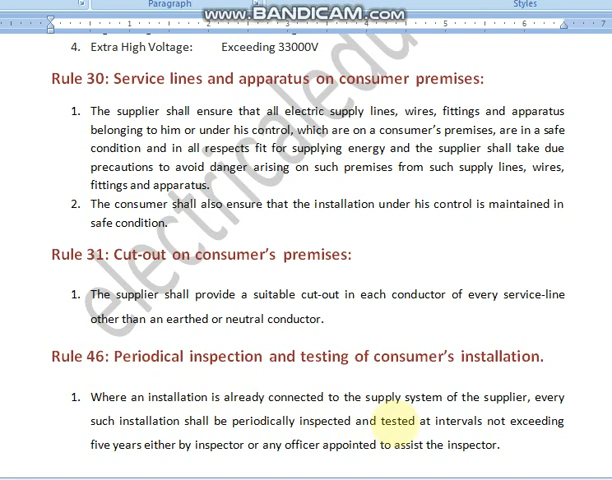 Paragraph
Styles
www.BANDICAM.com
4. Extra High Voltage: Exceeding 33000V
Rule 30: Service lines and apparatus on consumer premises:
1. The supplier shall ensure that all electric supply lines, wires, fittings and apparatus
belonging to him or under his control, which are on a consumer's premises, are in a safe
condition and in all respects fit for supplying energy and the supplier shall take due
precautions to avoid danger arising on such premises from such supply lines, wires,
fittings and apparatus.
2. The consumer shall also ensure that the installation under his control is maintained in
safe condition.
Rule 31: Cut-out on consumer's premises:
1. The supplier shall provide a suitable cut-out in each conductor of every service-line
other than an earthed or neutral conductor.
Rule 46: Periodical inspection and testing of consumer's installation.
1. Where an installation is already connected to the supply system of the supplier, every
such installation shall be periodically inspected and tested at intervals not exceeding
five years either by inspector or any officer appointed to assist the inspector.